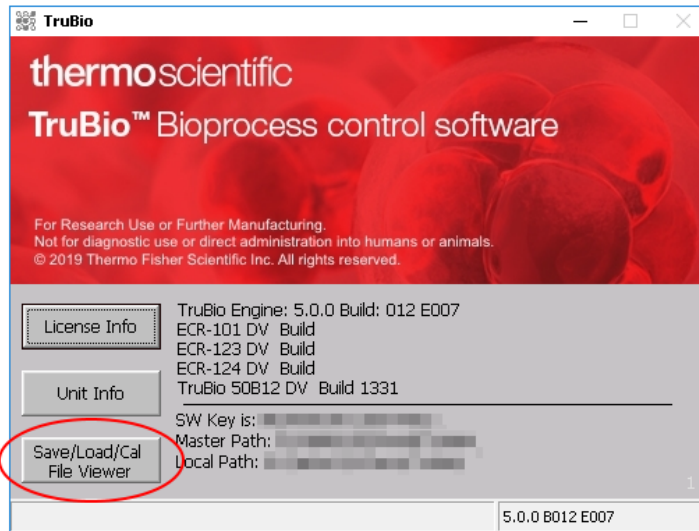 TruBio
thermoscientific
TruBio™ Bioprocess control software
For Research Use or Further Manufacturing.
Not for diagnostic use or direct administration into humans or animals.
© 2019 Thermo Fisher Scientific Inc. All rights reserved.
License Info
TruBio Engine: 5.0.0 Build: 012 E007
ECR-101 DV Build
ECR-123 DV Build
ECR-124 DV Build
TruBio 50B12 DV Build 1331
Unit Info
SW Key is:
Master Path:
Local Path:
Save/Load/Cal
File Viewer
1
5.0.0 B012 E007